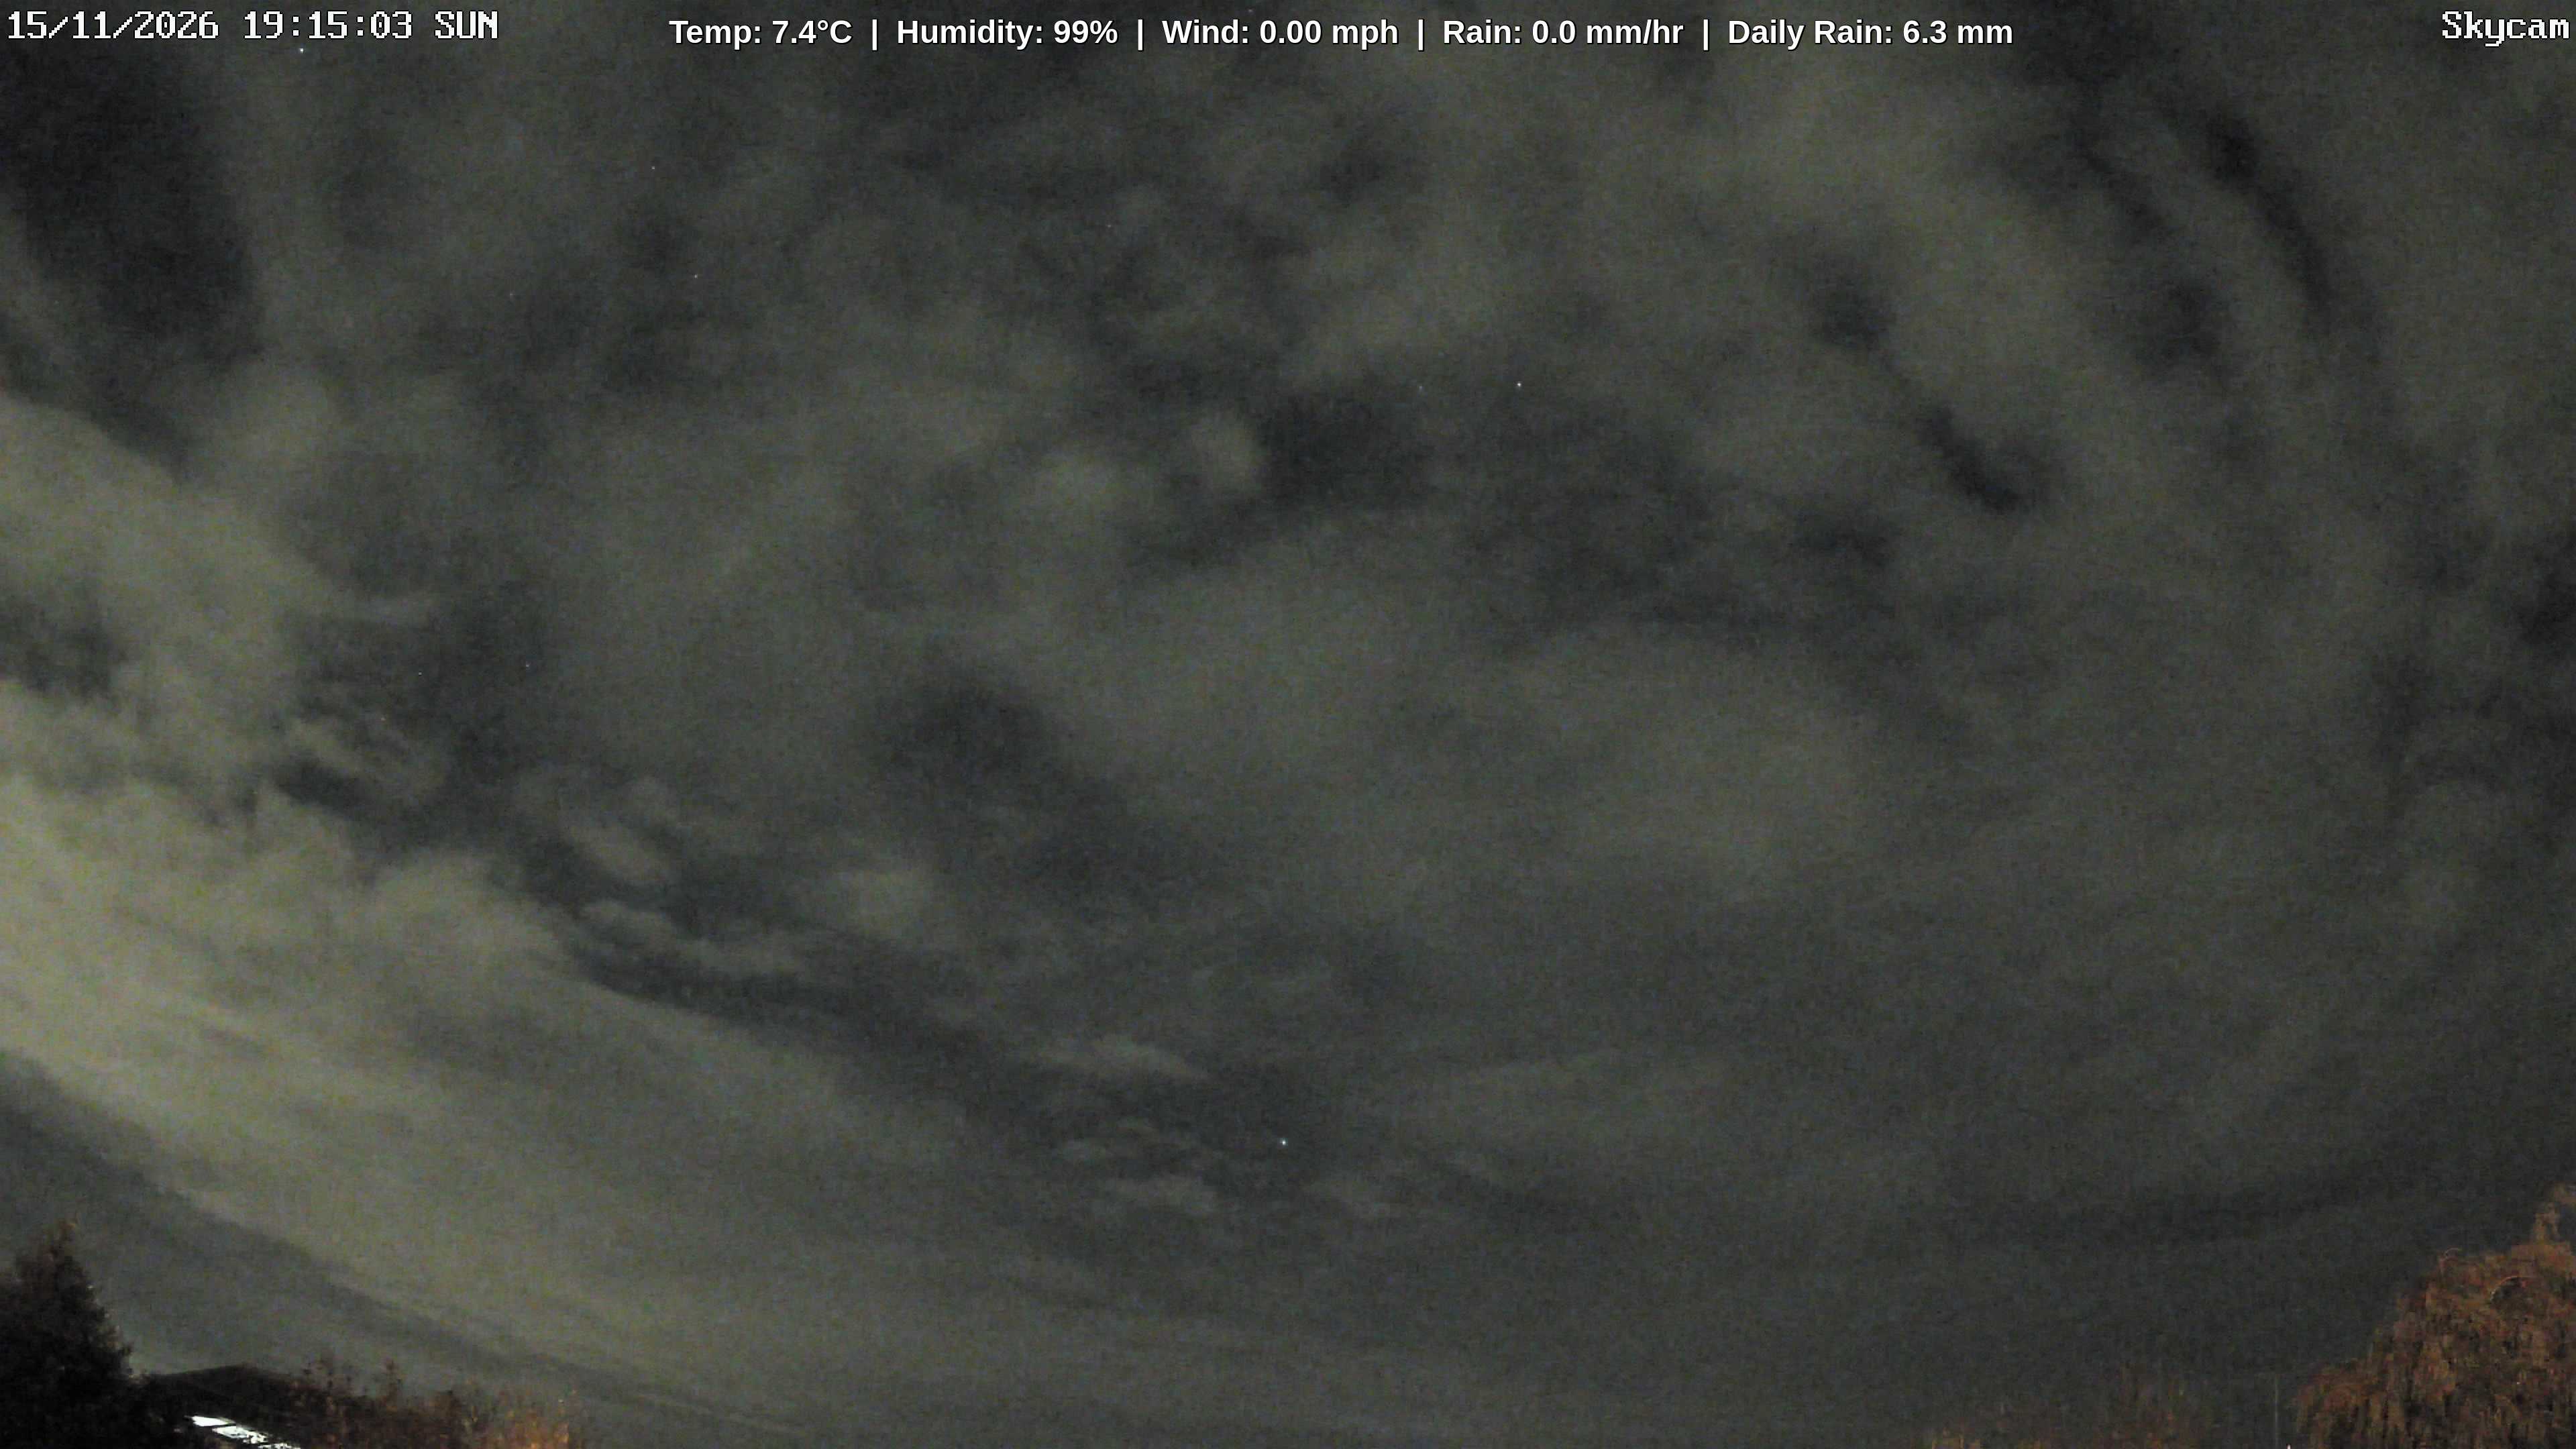 15/11/2026 19:15:03 SUN
Temp: 7.4°C | Humidity: 99% | Wind: 0.00 mph | Rain: 0.0 mm/hr | Daily Rain: 6.3 mm
Skycam